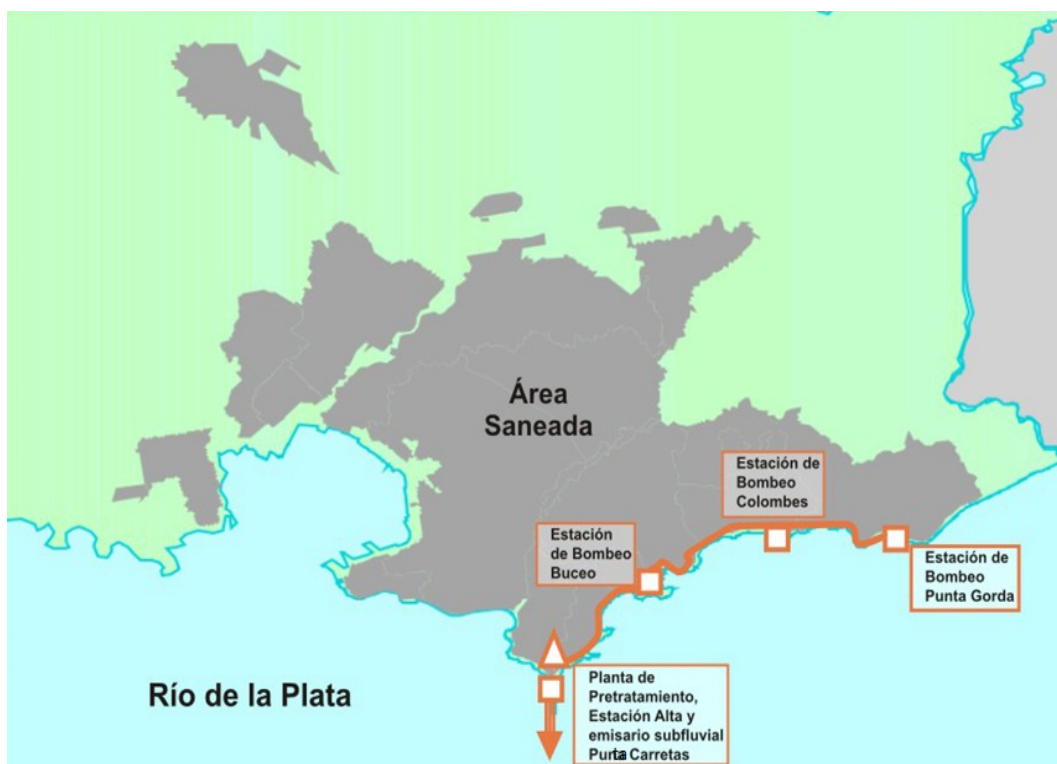 Área
Saneada
Estación de
Bombeo
Colombes
Estación
de Bombeo
Buceo
Estación de
Bombeo
Punta Gorda
Río de la Plata
Planta de
Pretratamiento,
Estación Alta y
emisario subfluvial
Punta Carretas